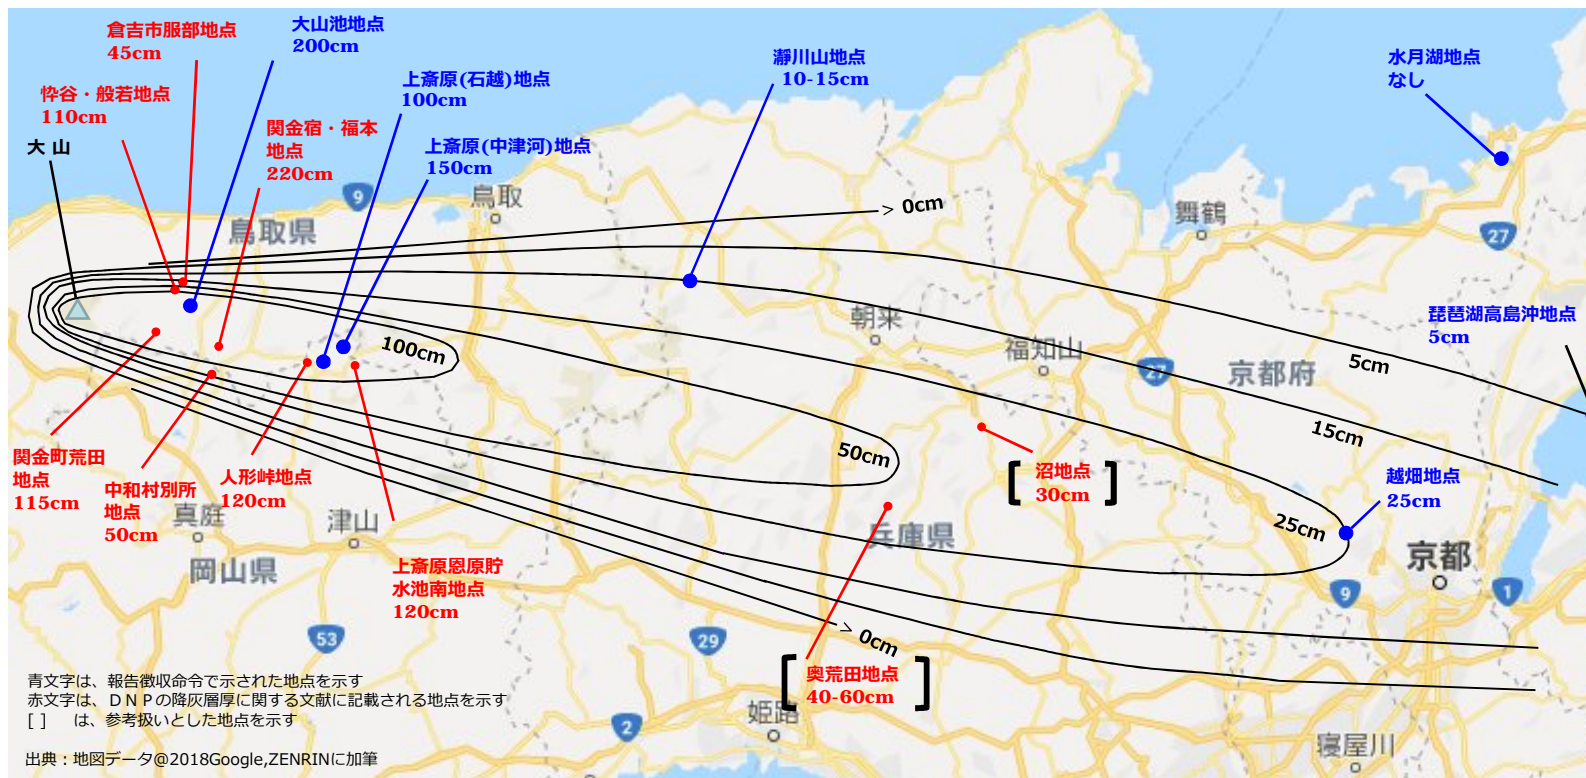 倉吉市服部地点
45cm
大山池地点
200cm
瀞川山地点
10-15cm
水月湖地点
なし
上斎原(石越)地点
100cm
忰谷・般若地点
110cm
関金宿・福本
地点
220cm
上斎原(中津河)地点
150cm
大 山
9
鳥取
鳥取県
> 0cm
舞鶴
27
朝来
福知山
琵琶湖高島沖地点
5cm
100cm
5cm
27
京都府
15cm
50cm
関金町荒田
地点
115cm
中和村別所
地点
50cm
人形峠地点
120cm
[ 沼地点
30cm ]
越畑地点
25cm
真庭
津山
兵庫県
25cm
京都
岡山県
上斎原恩原貯
水池南地点
120cm
9
1
53
29
> 0cm
[ 奥荒田地点
40-60cm ]
青文字は、報告徴収命令で示された地点を示す
赤文字は、DNPの降灰層厚に関する文献に記載される地点を示す
[ ] は、参考扱いとした地点を示す
姫路
2
寝屋川
出典：地図データ@2018Google,ZENRINに加筆